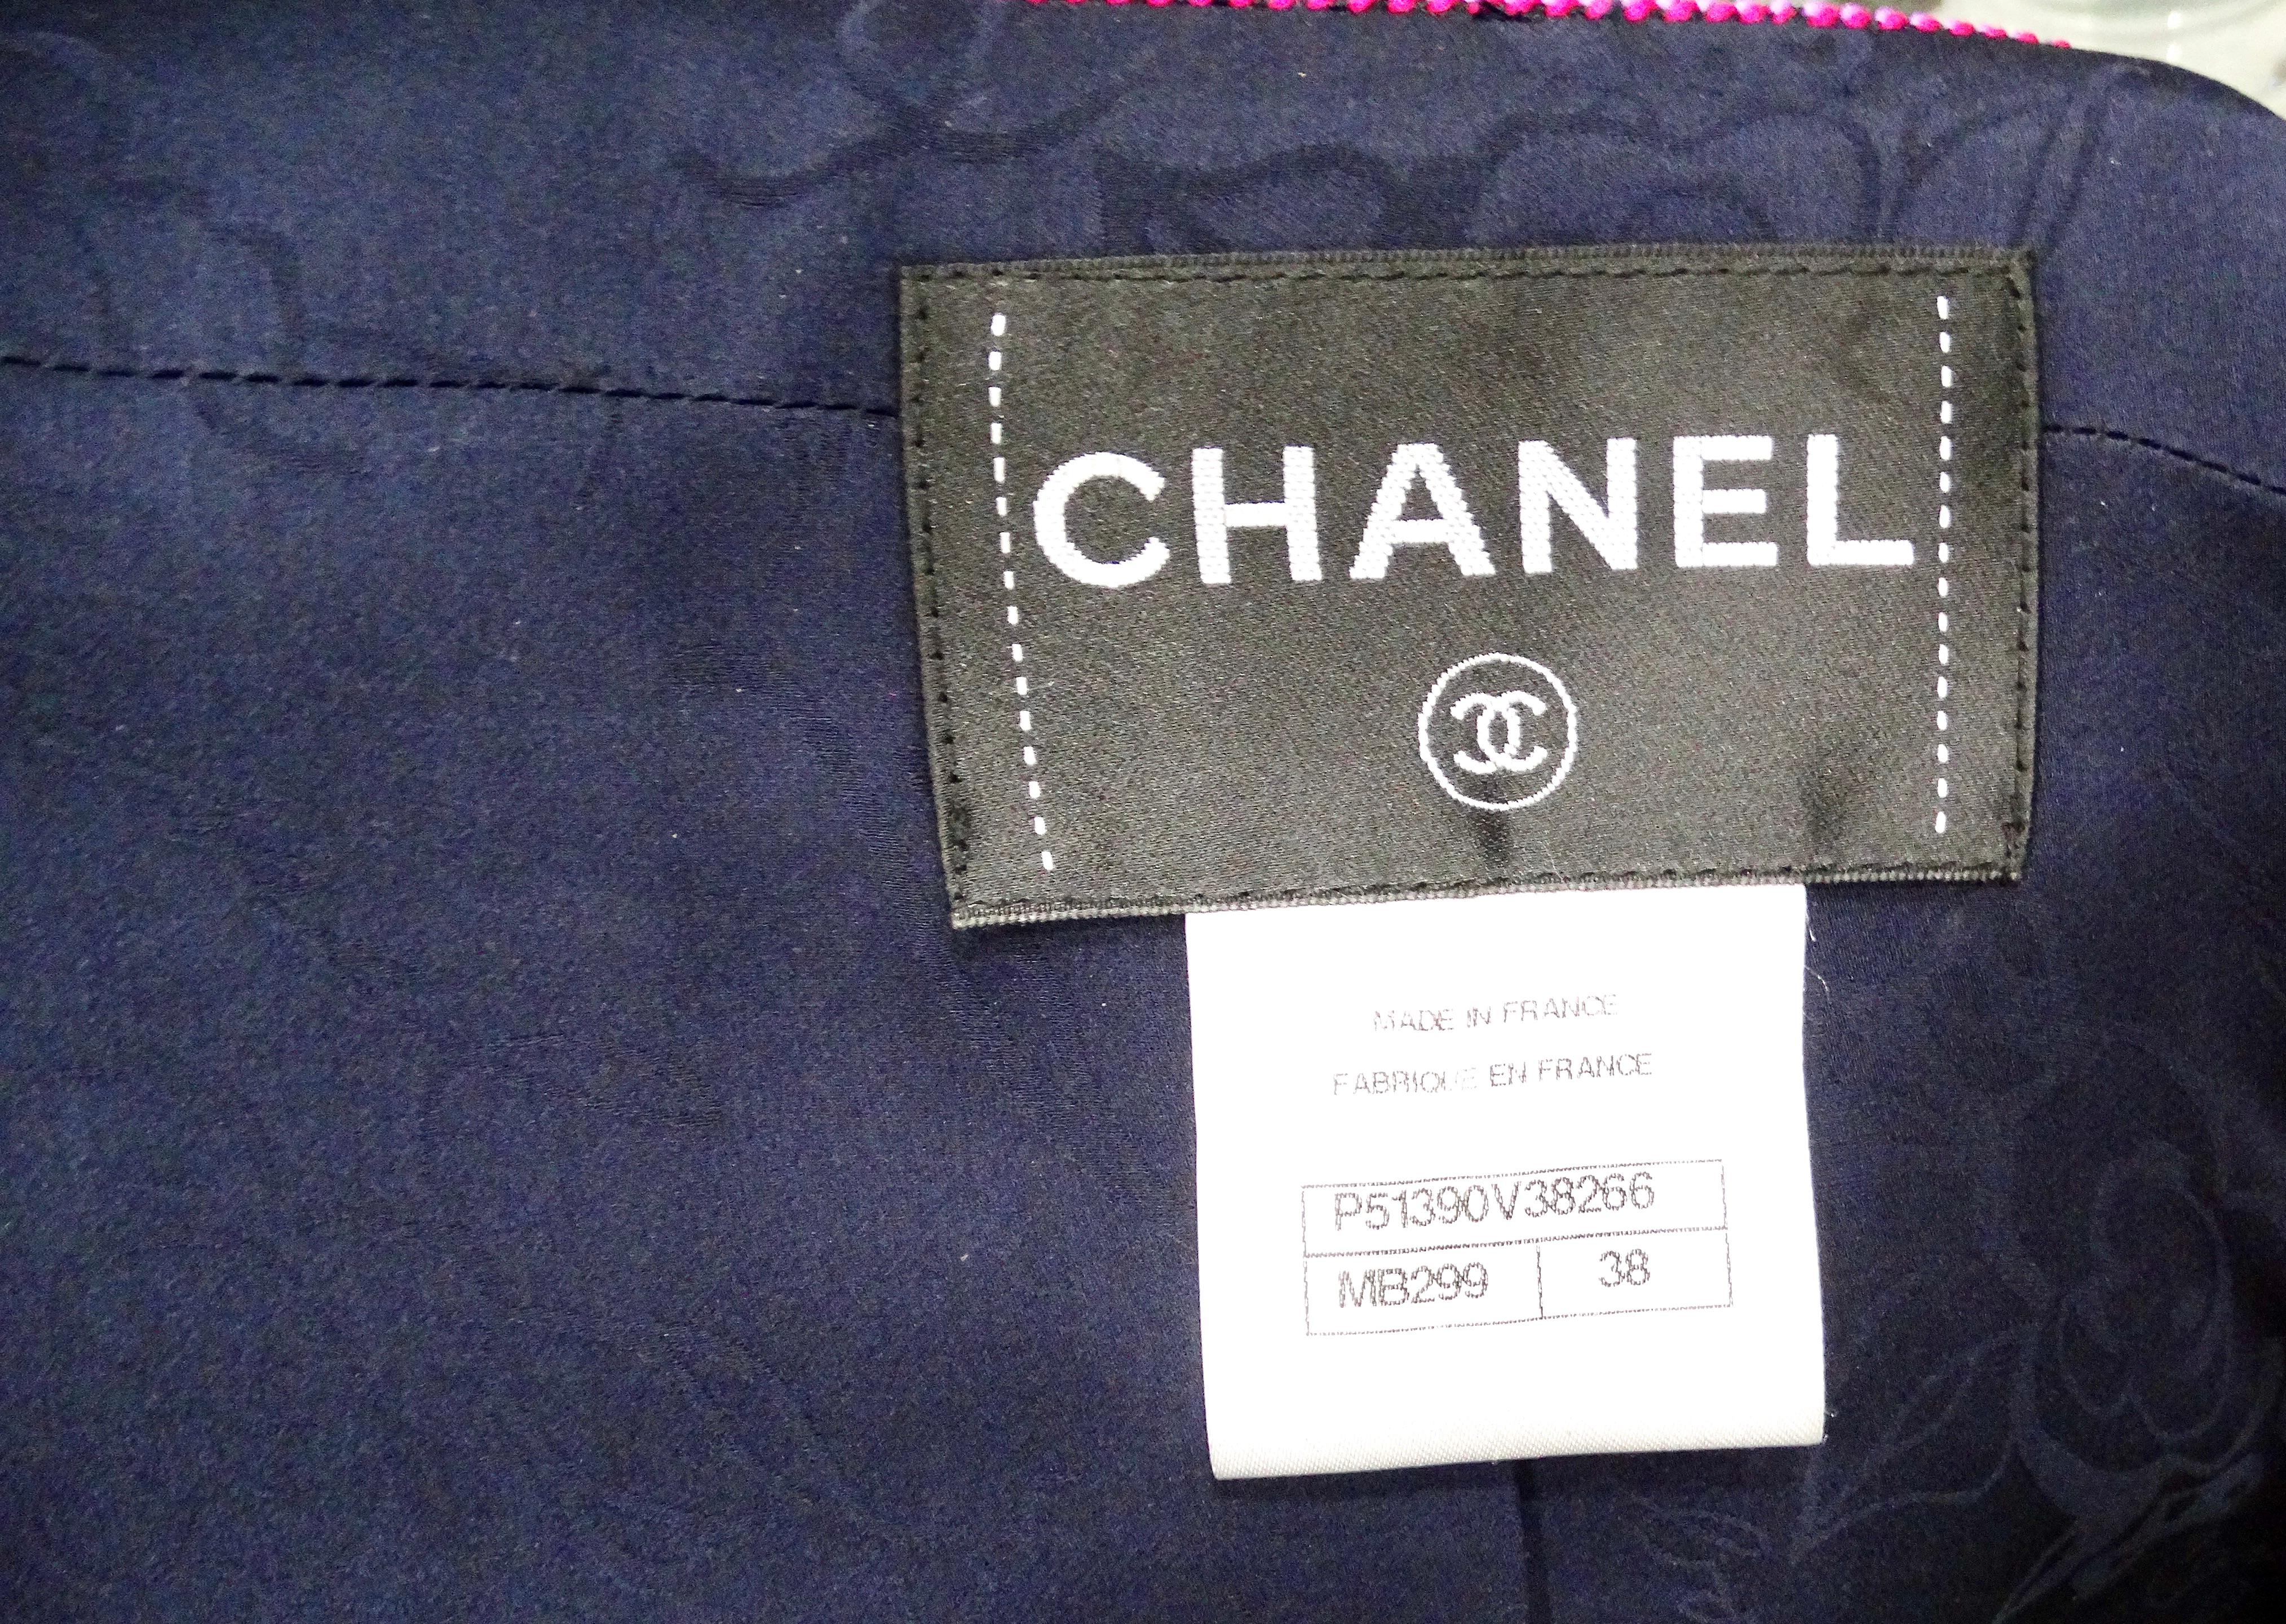 CHANEL
MADE IN FRANCE
FABRIQUE EN FRANCE
P51390V38266
MB299 38